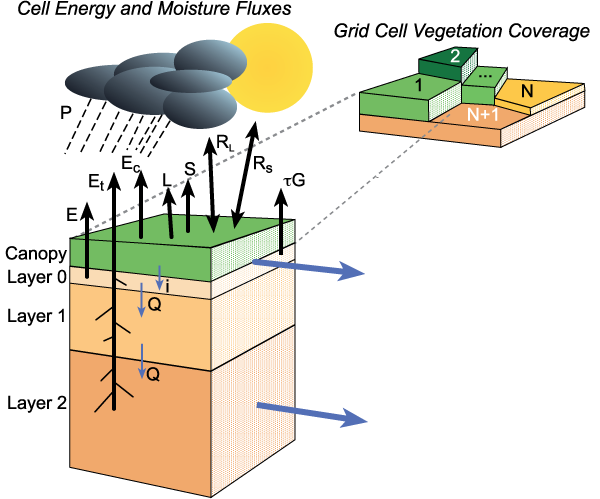 Cell Energy and Moisture Fluxes
Grid Cell Vegetation Coverage
2
1
...
N
N+1
P
E
Et
Ec
L
S
RL
RS
τG
Canopy
Layer 0
i
Q
Layer 1
Q
Layer 2